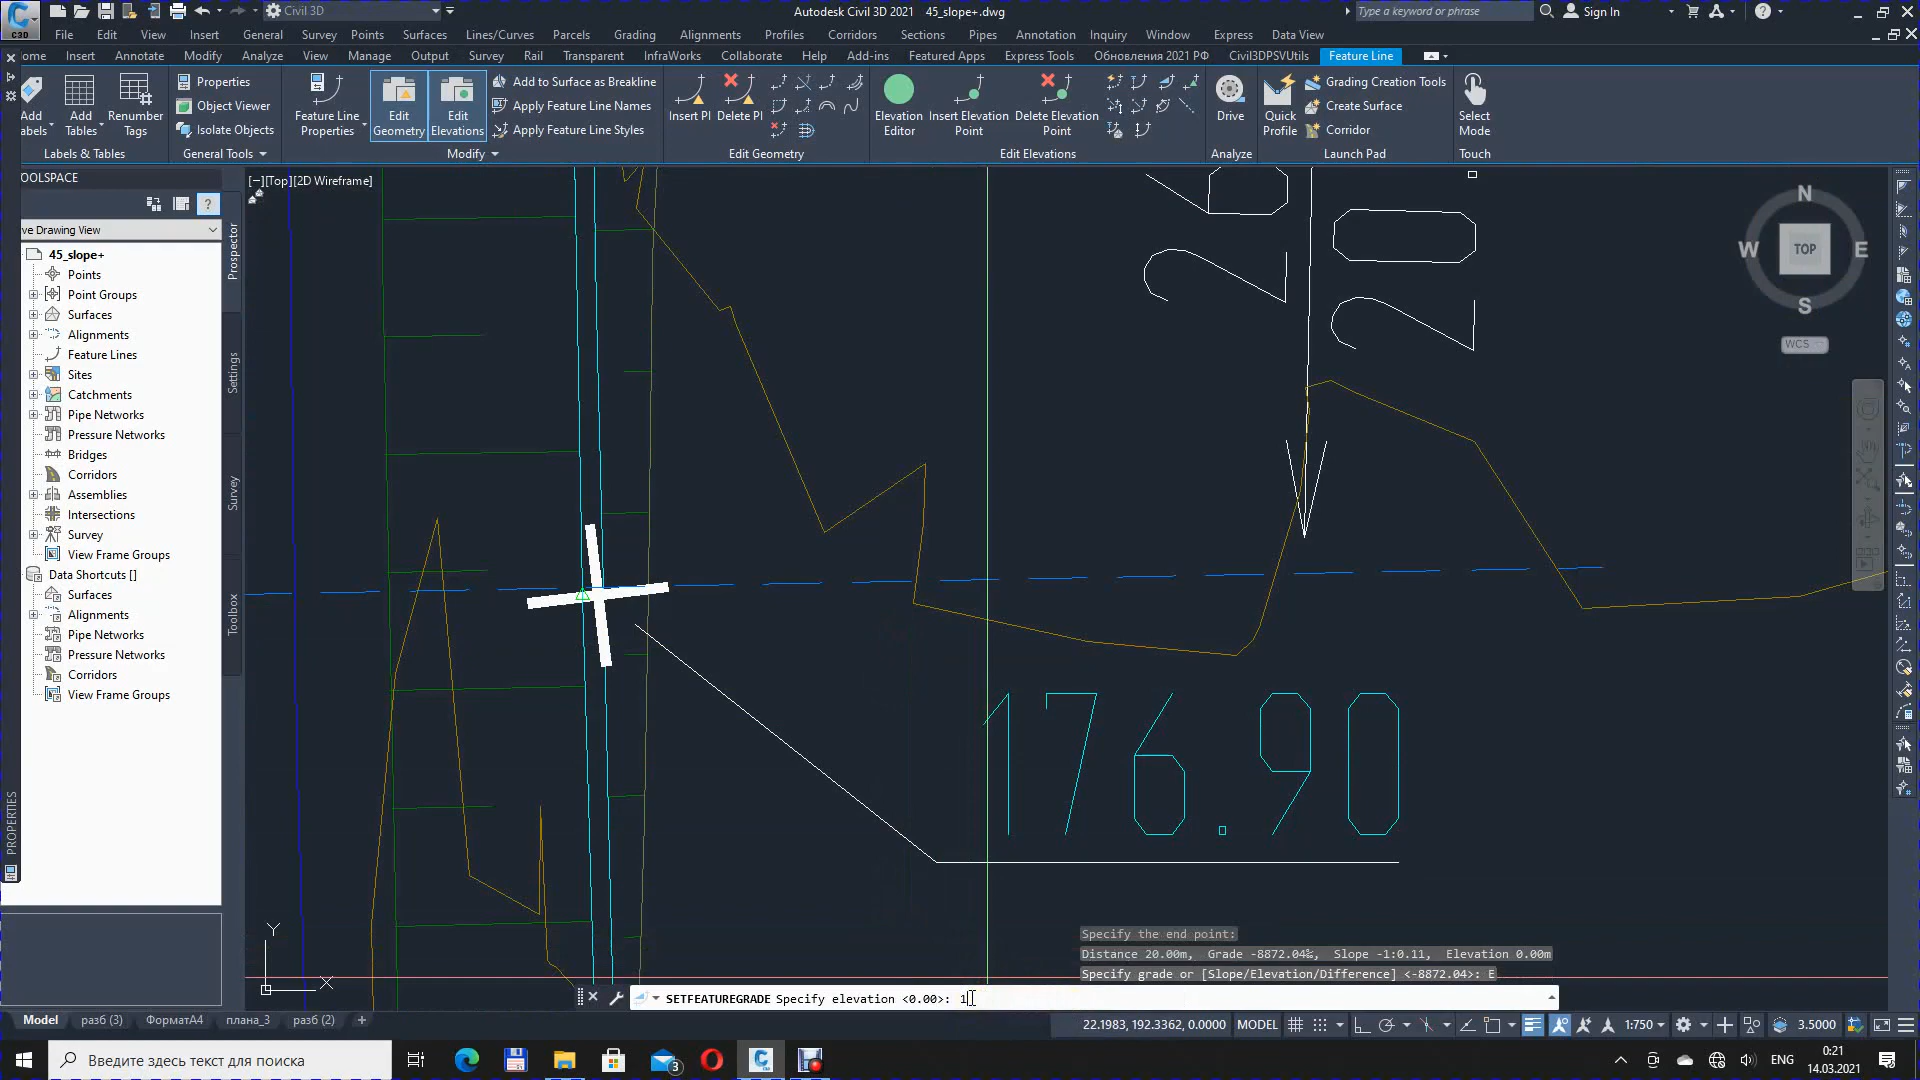 Civil 3D
Autodesk Civil 3D 2021 45_slope+.dwg
Type a keyword or phrase
Sign In
C3D
File Edit View Insert General Survey Points Surfaces Lines/Curves Parcels Grading Alignments Profiles Corridors Sections Pipes Annotation Inquiry Window Express Data View
ome Insert Annotate Modify Analyze View Manage Output Survey Rail Transparent InfraWorks Collaborate Help Add-ins Featured Apps Express Tools Обновления 2021 РФ Civil3DPSVUtils Feature Line
Add
abels
Add
Tables
Renumber
Tags
Properties
Object Viewer
Isolate Objects
Feature Line
Properties
Edit
Geometry
Edit
Elevations
Add to Surface as Breakline
Apply Feature Line Names
Apply Feature Line Styles
Insert PI
Delete PI
Elevation
Editor
Insert Elevation
Point
Delete Elevation
Point
Drive
Quick
Profile
Grading Creation Tools
Create Surface
Corridor
Select
Mode
Labels & Tables General Tools Modify Edit Geometry Edit Elevations Analyze Launch Pad Touch
OOLSPACE
ve Drawing View
45_slope+
Points
Point Groups
Surfaces
Alignments
Feature Lines
Sites
Catchments
Pipe Networks
Pressure Networks
Bridges
Corridors
Assemblies
Intersections
Survey
View Frame Groups
Data Shortcuts []
Surfaces
Alignments
Pipe Networks
Pressure Networks
Corridors
View Frame Groups
Prospector
Settings
Survey
Toolbox
PROPERTIES
[−][Top][2D Wireframe]
N
W TOP E
S
WCS
20
176.90
Y
X
Specify the end point:
Distance 20.00m, Grade -8872.04‰, Slope -1:0.11, Elevation 0.00m
Specify grade or [Slope/Elevation/Difference] <-8872.04>: E
SETFEATUREGRADE Specify elevation <0.00>: 1
Model разб (3) ФорматА4 плана_3 разб (2) +
22.1983, 192.3362, 0.0000 MODEL 1:750 3.5000
Введите здесь текст для поиска
3
ENG
0:21
14.03.2021